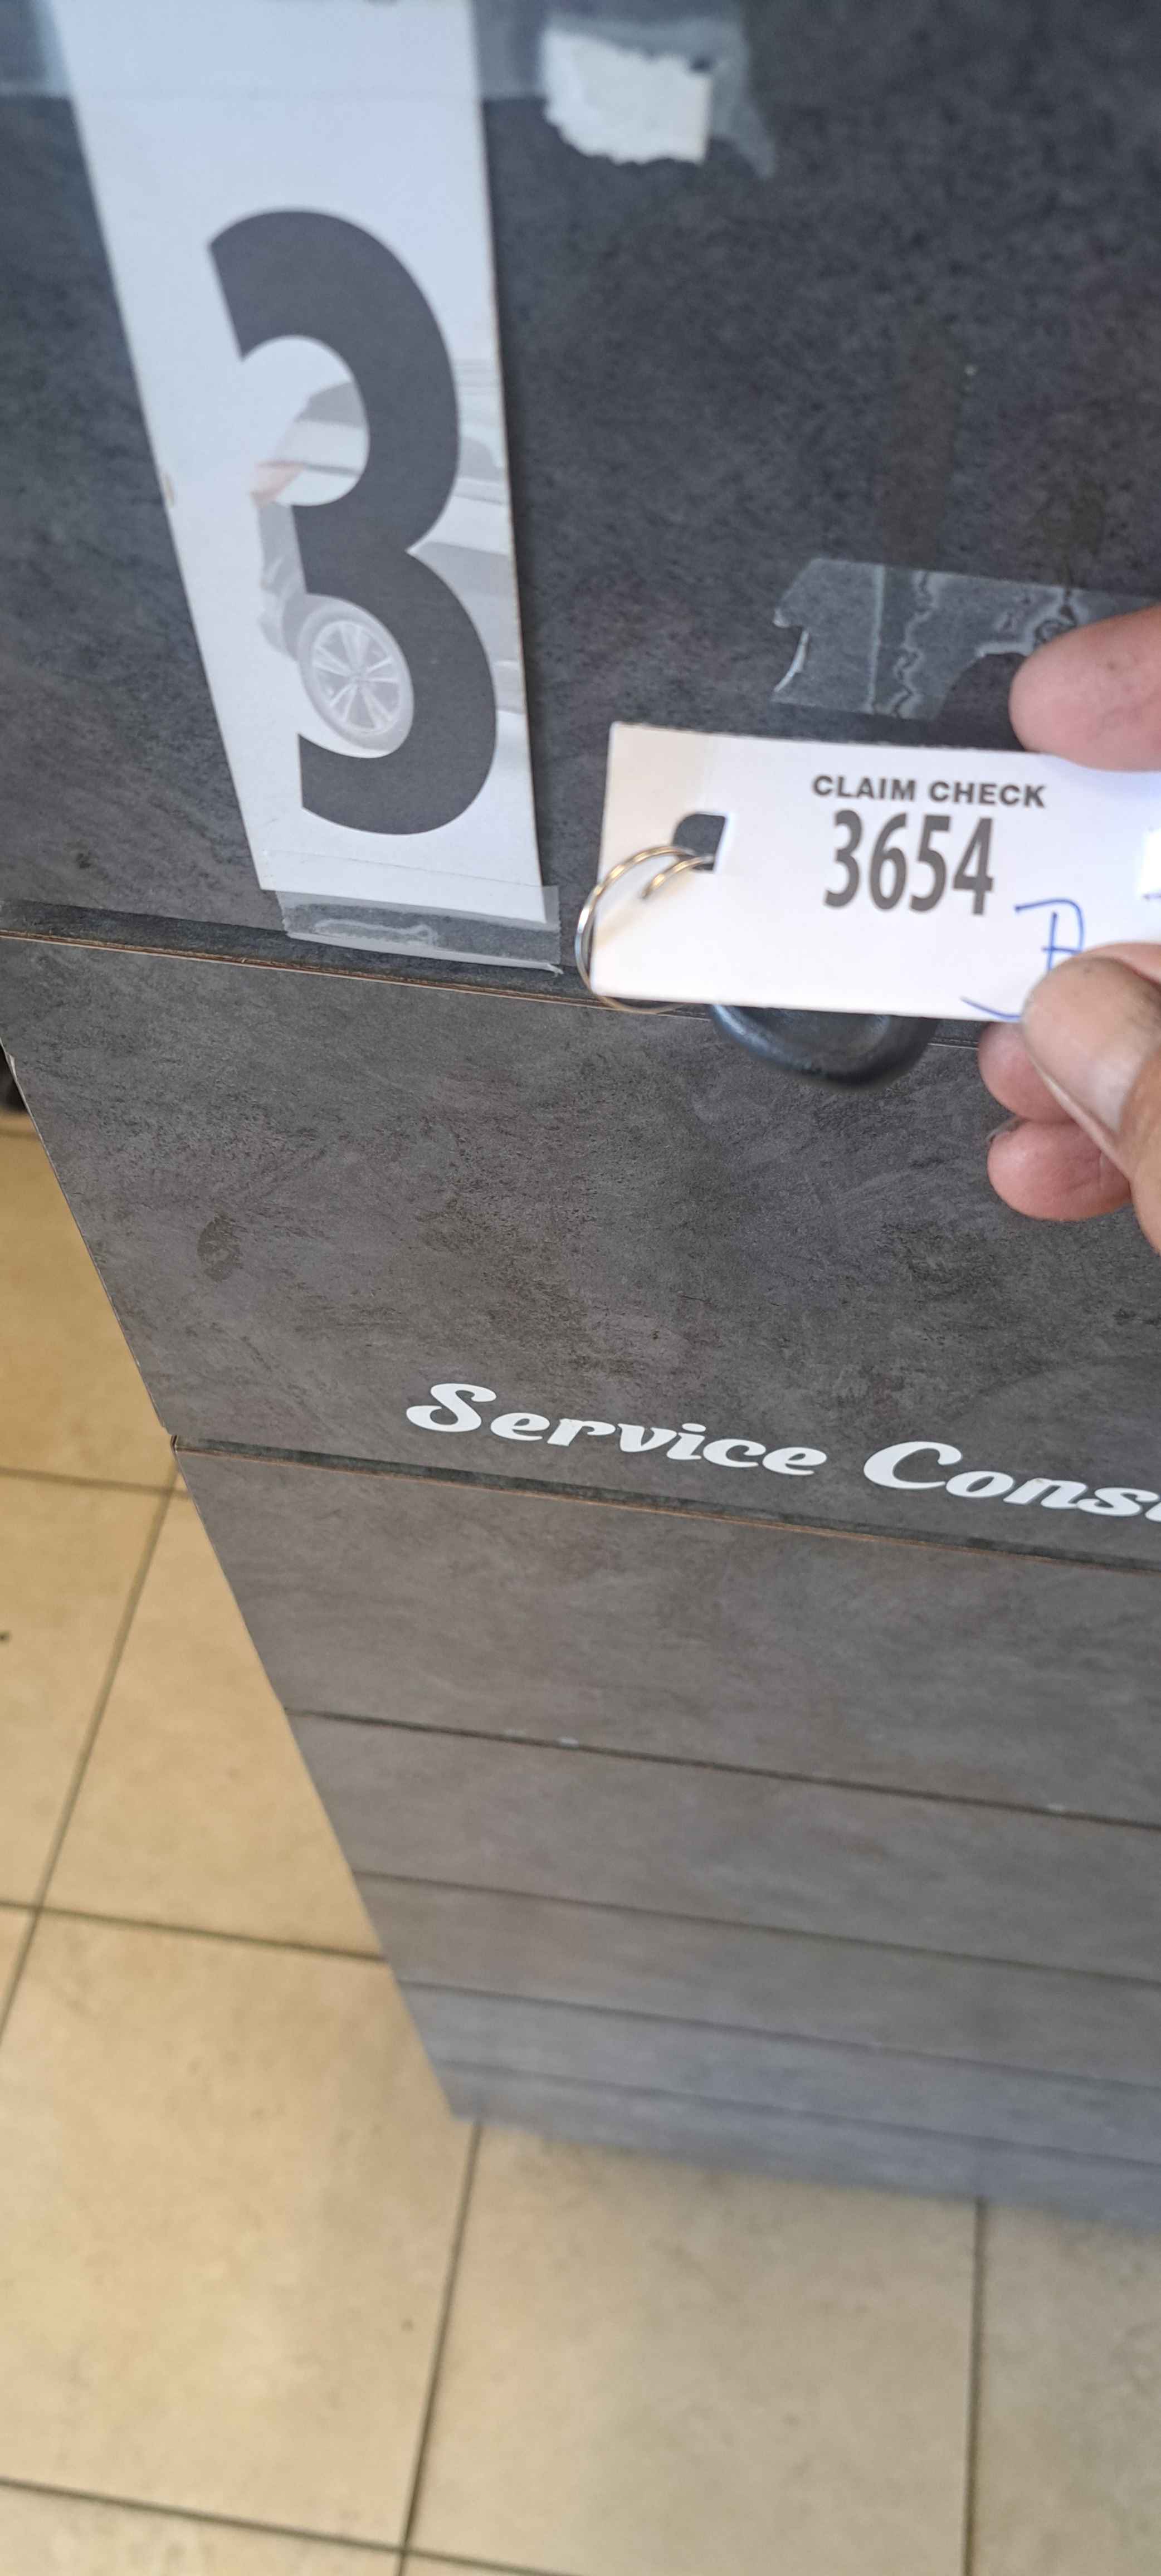 3
CLAIM CHECK
3654
Service